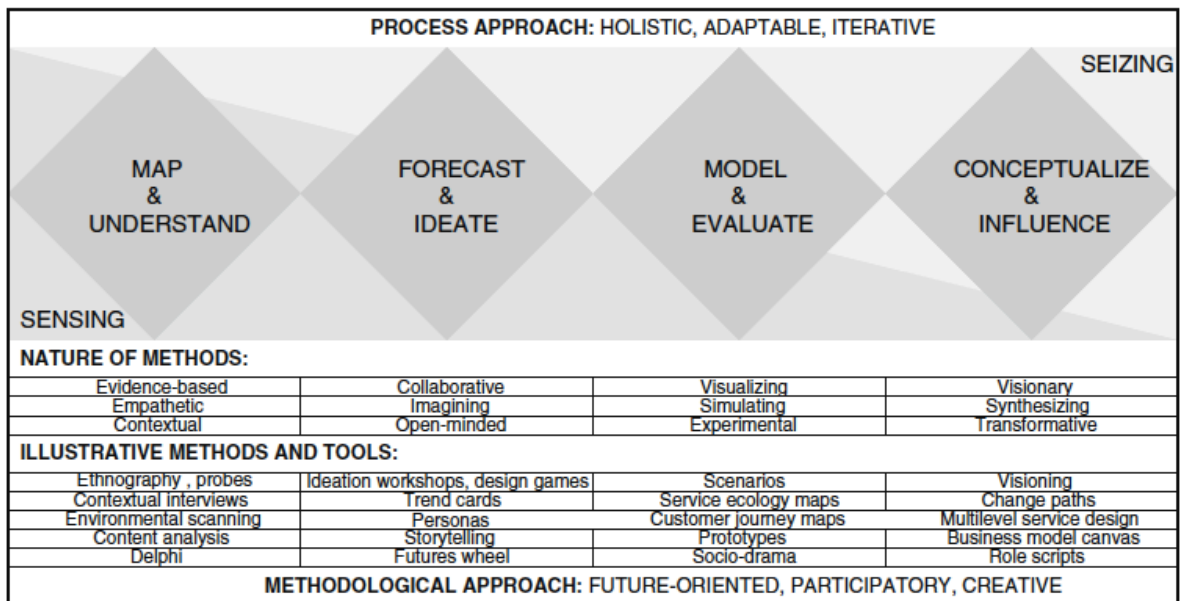 PROCESS APPROACH: HOLISTIC, ADAPTABLE, ITERATIVE
SEIZING
MAP
&
UNDERSTAND
FORECAST
&
IDEATE
MODEL
&
EVALUATE
CONCEPTUALIZE
&
INFLUENCE
SENSING
NATURE OF METHODS:
Evidence-based Collaborative Visualizing Visionary
Empathetic Imagining Simulating Synthesizing
Contextual Open-minded Experimental Transformative
ILLUSTRATIVE METHODS AND TOOLS:
Ethnography , probes Ideation workshops, design games Scenarios Visioning
Contextual interviews Trend cards Service ecology maps Change paths
Environmental scanning Personas Customer journey maps Multilevel service design
Content analysis Storytelling Prototypes Business model canvas
Delphi Futures wheel Socio-drama Role scripts
METHODOLOGICAL APPROACH: FUTURE-ORIENTED, PARTICIPATORY, CREATIVE